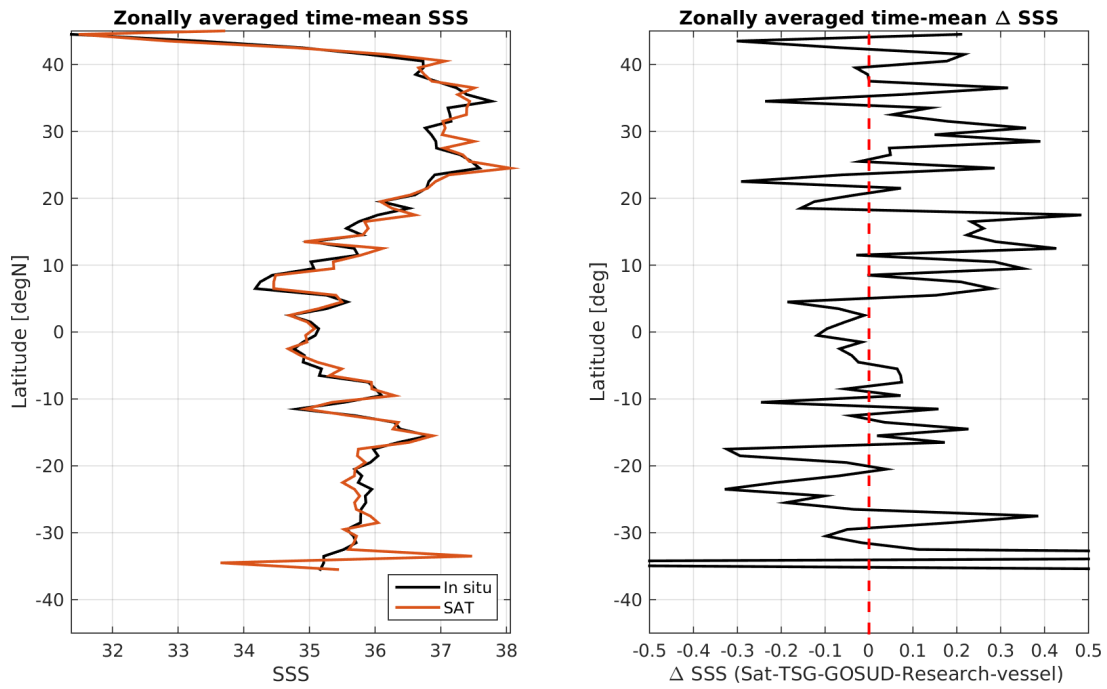 Zonally averaged time-mean SSS
Latitude [degN]
40
30
20
10
0
-10
-20
-30
-40
In situ
SAT
32 33 34 35 36 37 38
SSS
Zonally averaged time-mean Δ SSS
Latitude [deg]
40
30
20
10
0
-10
-20
-30
-40
-0.5 -0.4 -0.3 -0.2 -0.1 0 0.1 0.2 0.3 0.4 0.5
Δ SSS (Sat-TSG-GOSUD-Research-vessel)